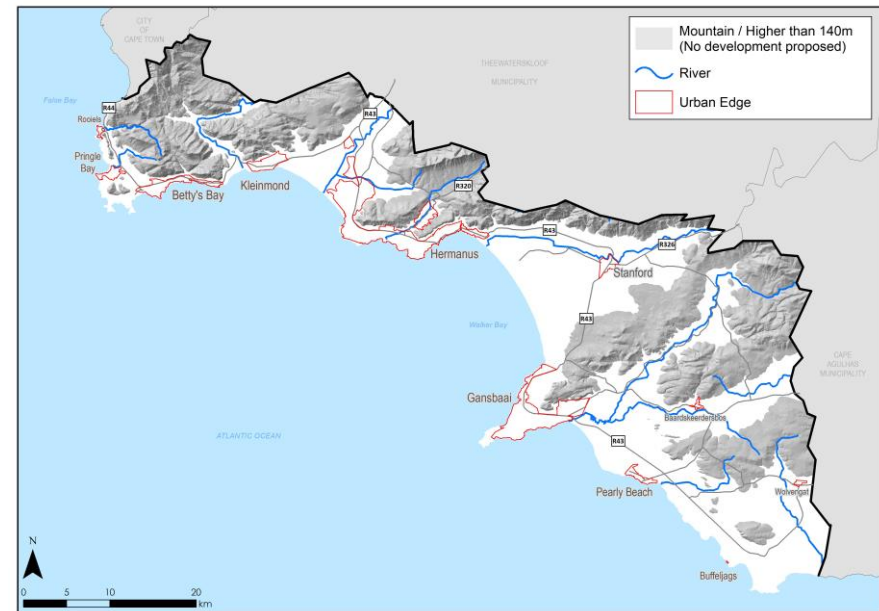 CITY
OF
CAPE TOWN
Mountain / Higher than 140m
(No development proposed)
River
Urban Edge
THEEWATERSKLOOF
MUNICIPALITY
False Bay
R44
Rooiels
R43
Pringle
Bay
Betty's Bay
Kleinmond
R320
Hermanus
R43
R326
Stanford
Walker Bay
R43
CAPE
AGULHAS
MUNICIPALITY
Gansbaai
Baardskeerdersbos
ATLANTIC OCEAN
R43
Pearly Beach
Wolvengat
Buffeljags
N
0 5 10 20
km